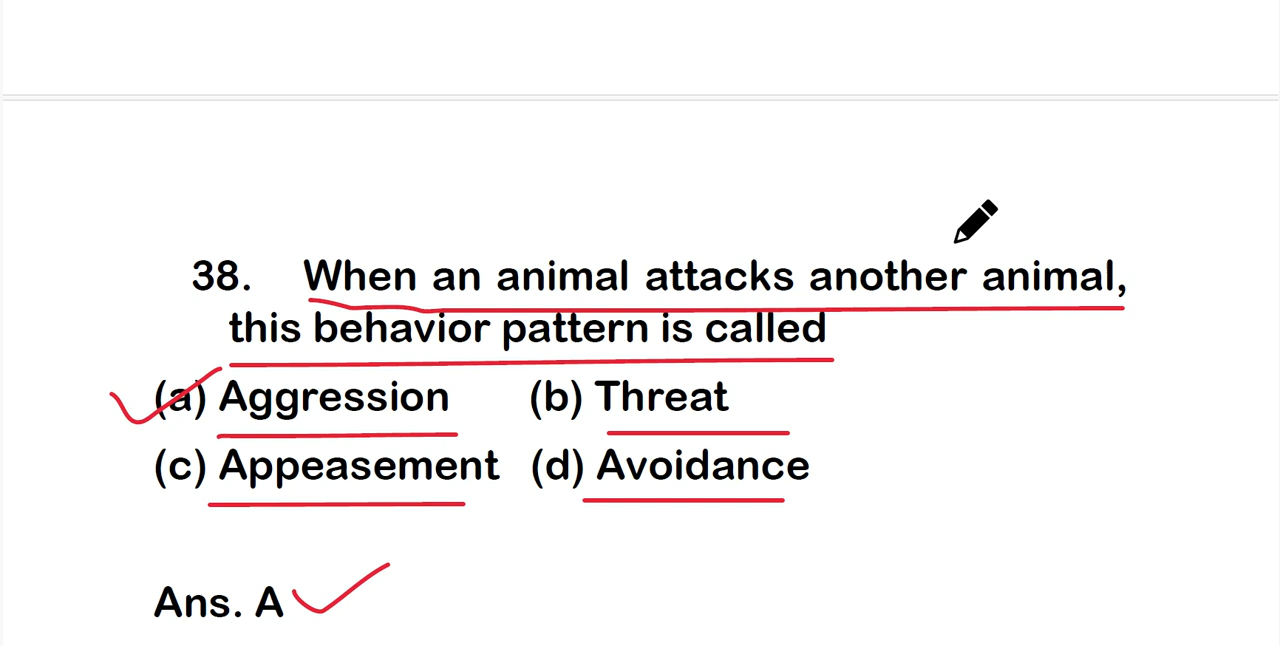 38. When an animal attacks another animal,
this behavior pattern is called
(a) Aggression (b) Threat
(c) Appeasement (d) Avoidance
Ans. A